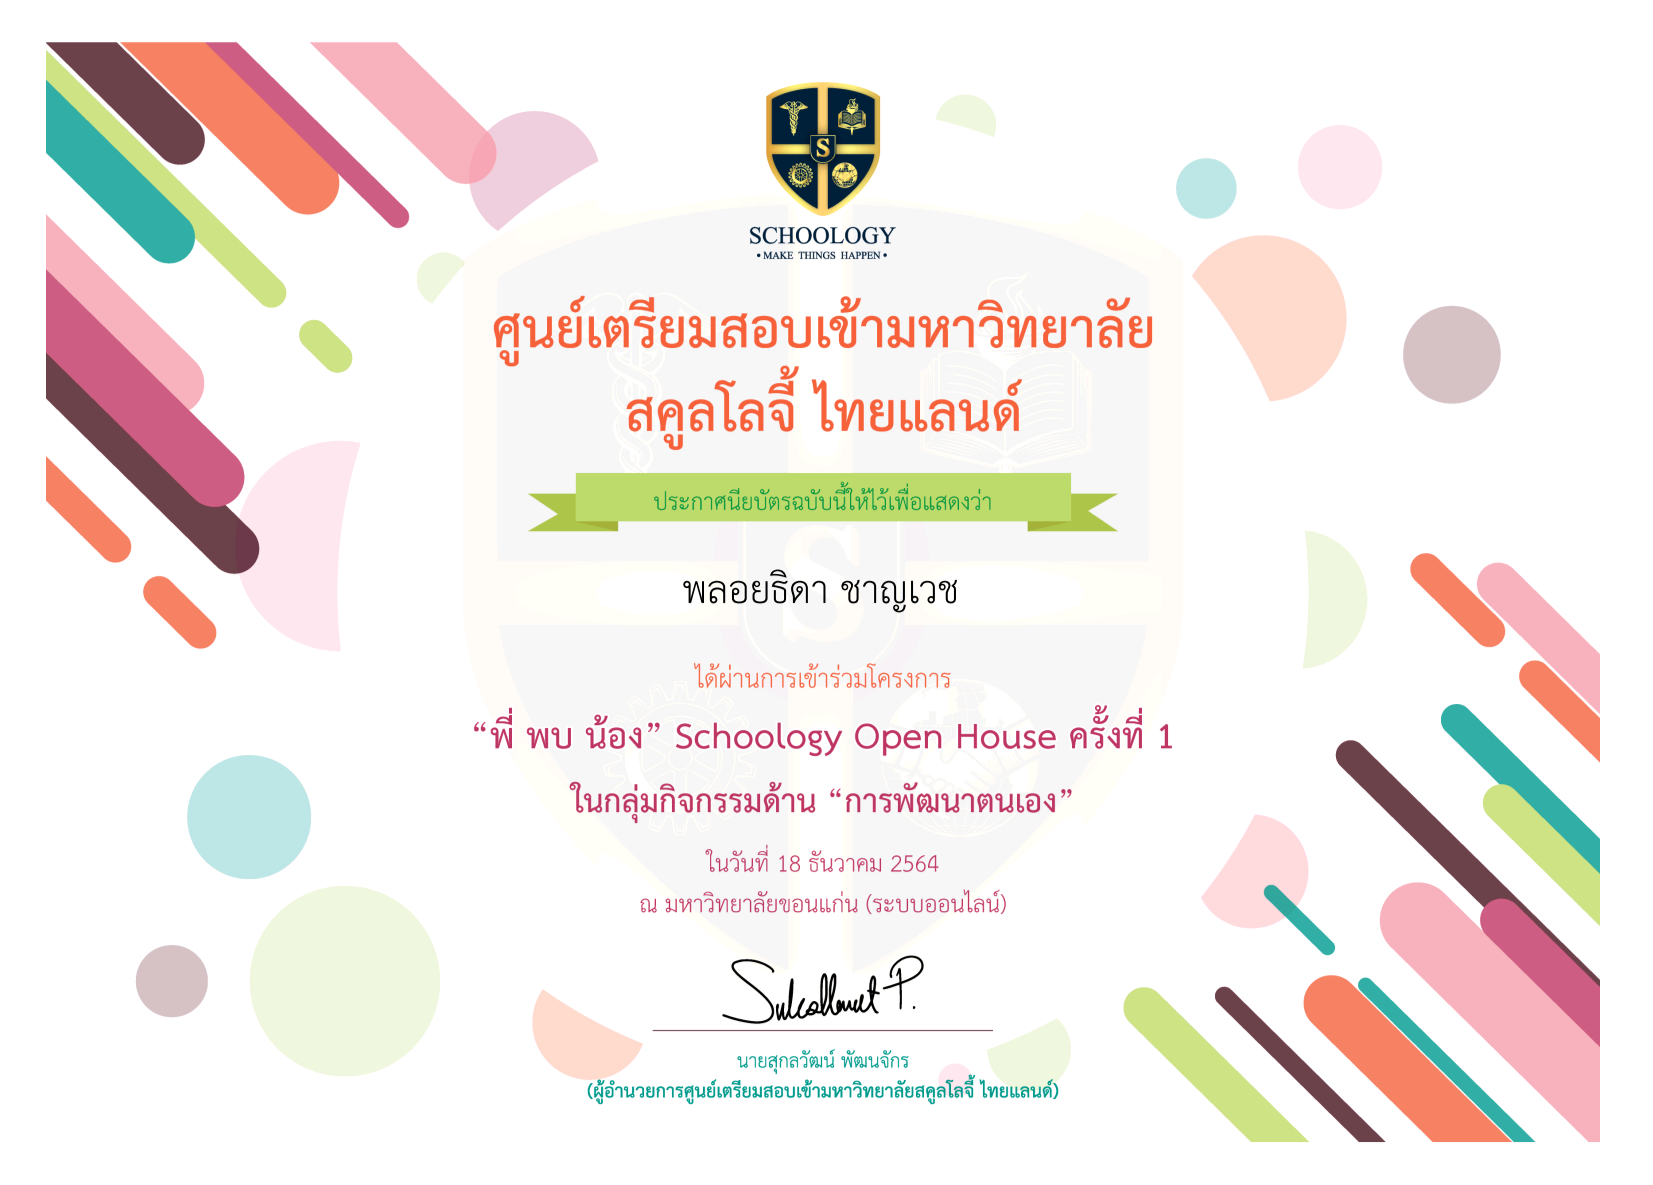 S
SCHOOLOGY
• MAKE THINGS HAPPEN •
ศูนย์เตรียมสอบเข้ามหาวิทยาลัย
สคูลโลจี้ ไทยแลนด์
ประกาศนียบัตรฉบับนี้ให้ไว้เพื่อแสดงว่า
พลอยธิดา ชาญเวช
ได้ผ่านการเข้าร่วมโครงการ
“พี่ พบ น้อง” Schoology Open House ครั้งที่ 1
ในกลุ่มกิจกรรมด้าน “การพัฒนาตนเอง”
ในวันที่ 18 ธันวาคม 2564
ณ มหาวิทยาลัยขอนแก่น (ระบบออนไลน์)
นายสุกลวัฒน์ พัฒนจักร
(ผู้อำนวยการศูนย์เตรียมสอบเข้ามหาวิทยาลัยสคูลโลจี้ ไทยแลนด์)